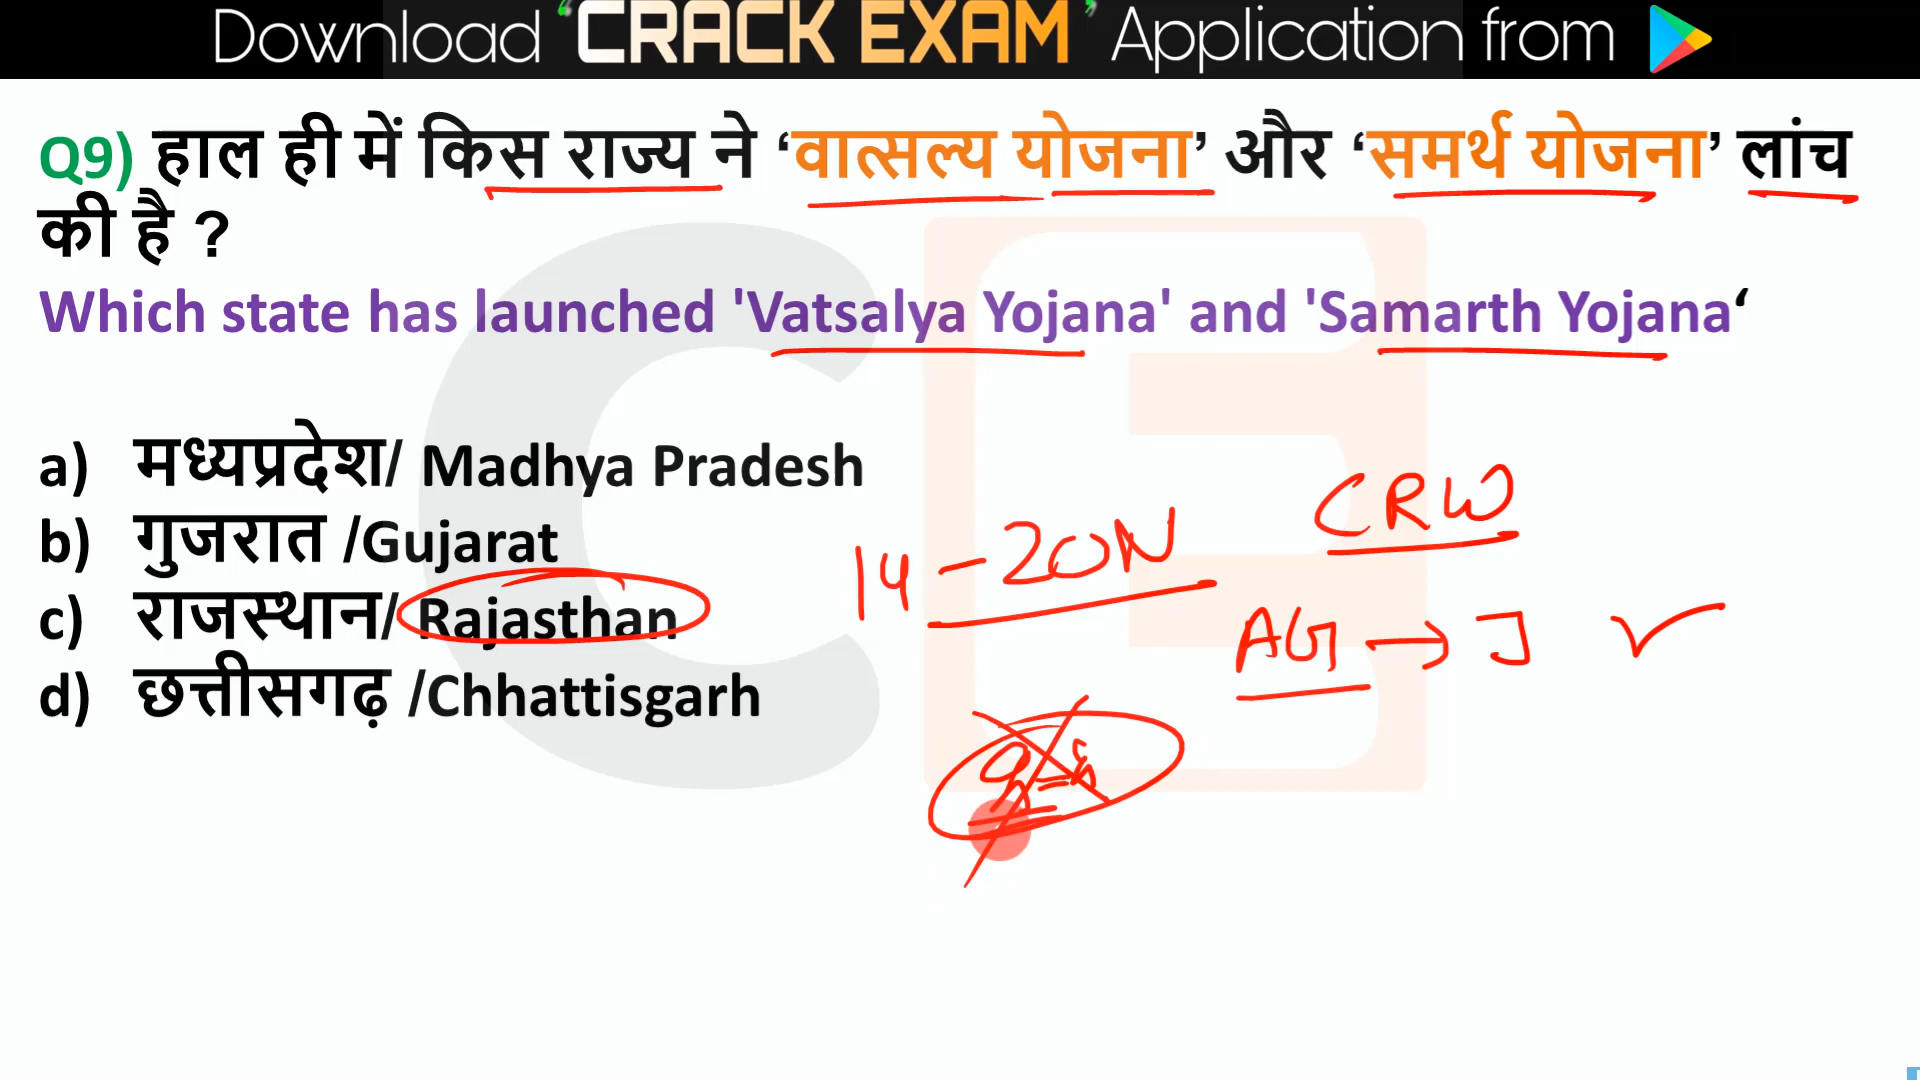 Download ‘CRACK EXAM’ Application from
Q9) हाल ही में किस राज्य ने ‘वात्सल्य योजना’ और ‘समर्थ योजना’ लांच
की है ?
Which state has launched 'Vatsalya Yojana' and 'Samarth Yojana‘
a) मध्यप्रदेश/ Madhya Pradesh
b) गुजरात /Gujarat
c) राजस्थान/ Rajasthan
d) छत्तीसगढ़ /Chhattisgarh
CRW
14 - 20 N
AG → J